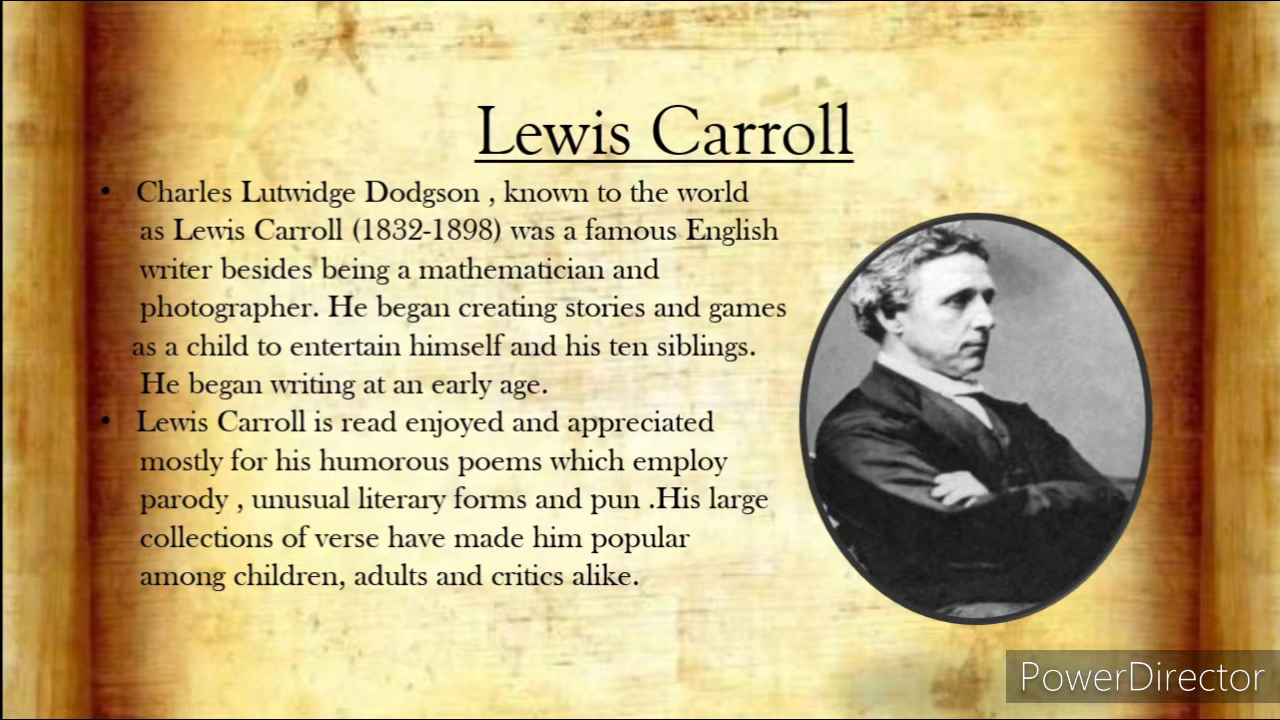 Lewis Carroll
• Charles Lutwidge Dodgson , known to the world
as Lewis Carroll (1832-1898) was a famous English
writer besides being a mathematician and
photographer. He began creating stories and games
as a child to entertain himself and his ten siblings.
He began writing at an early age.
• Lewis Carroll is read enjoyed and appreciated
mostly for his humorous poems which employ
parody , unusual literary forms and pun .His large
collections of verse have made him popular
among children, adults and critics alike.
PowerDirector